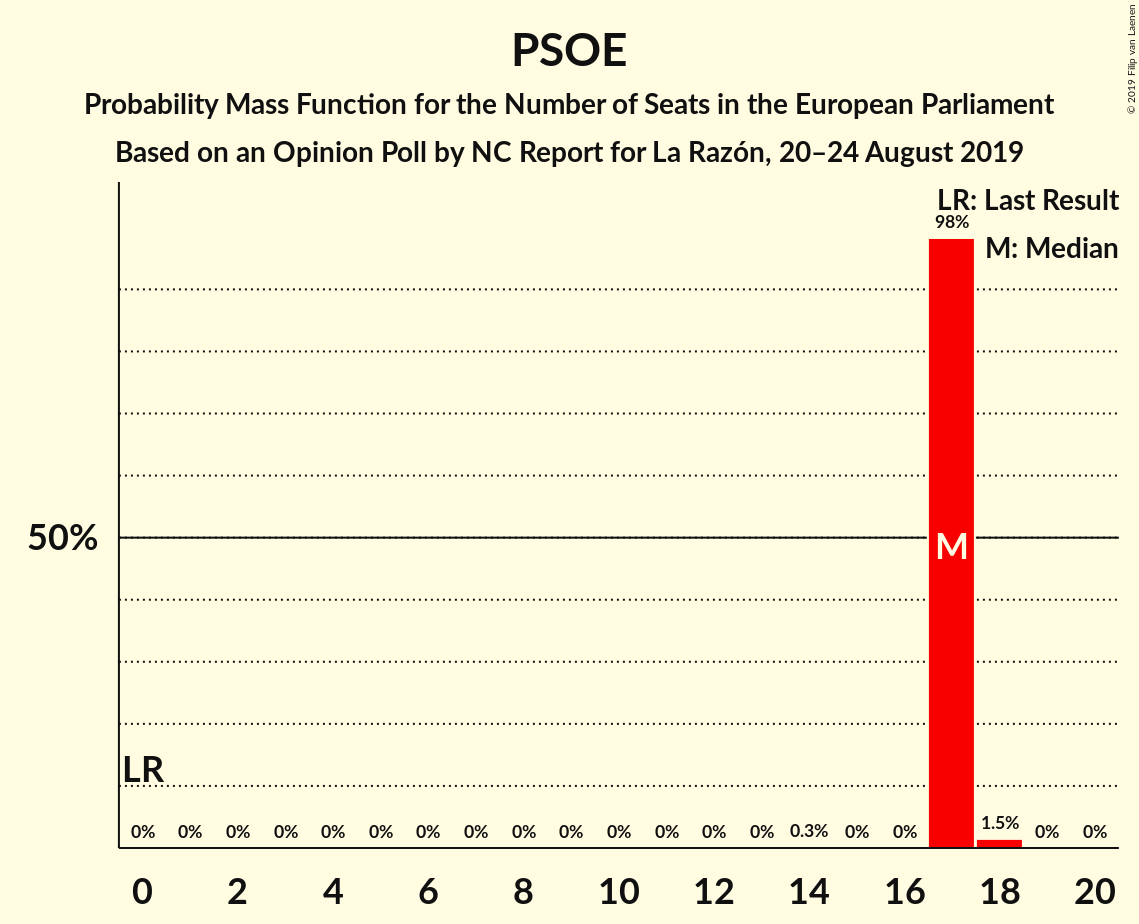 PSOE
Probability Mass Function for the Number of Seats in the European Parliament
Based on an Opinion Poll by NC Report for La Razón, 20–24 August 2019
© 2019 Filip van Laenen
LR: Last Result
98%
M: Median
50%
M
LR
0% 0% 0% 0% 0% 0% 0% 0% 0% 0% 0% 0% 0% 0% 0.3% 0% 0% 1.5% 0% 0%
0 2 4 6 8 10 12 14 16 18 20